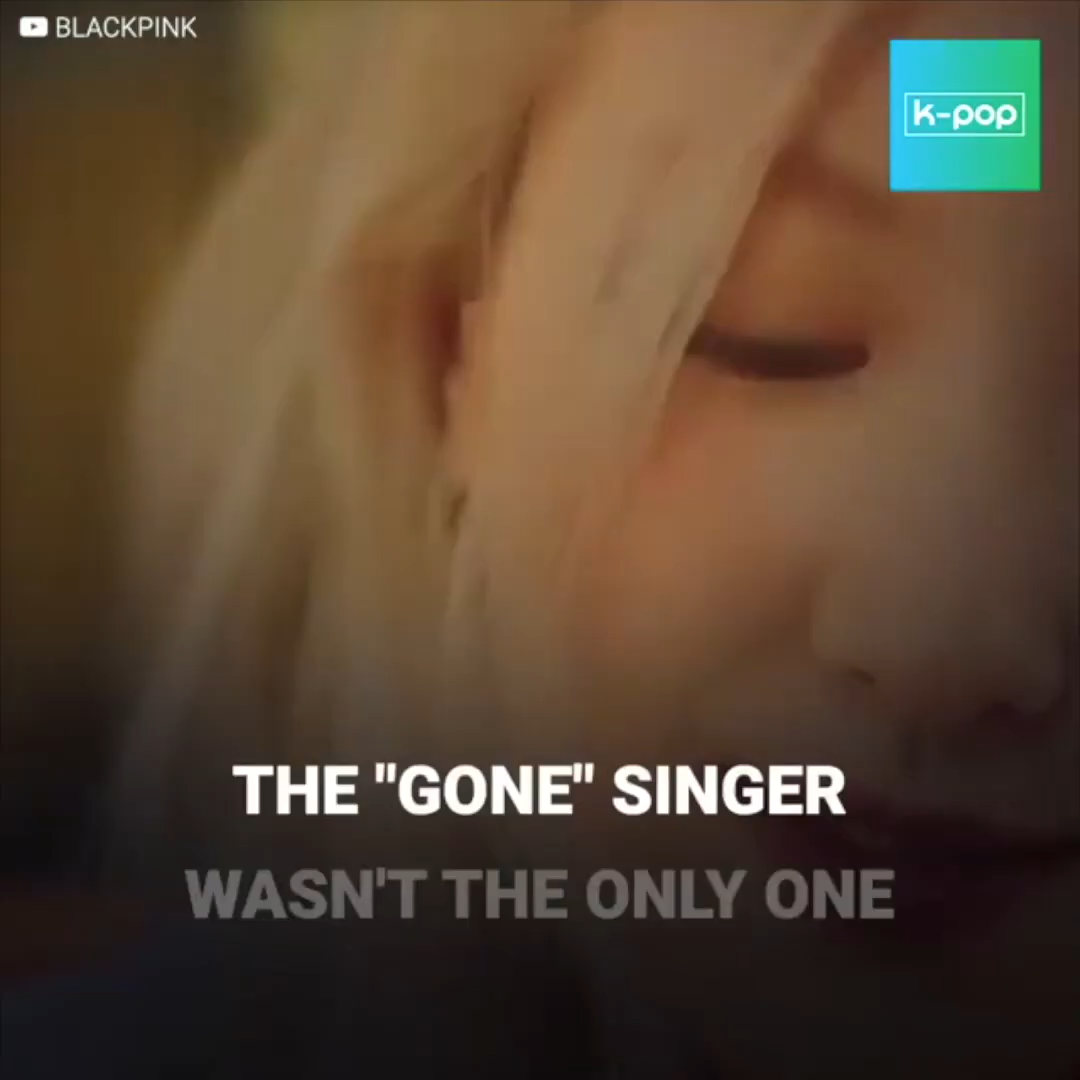 BLACKPINK
k-pop
THE "GONE" SINGER
WASN'T THE ONLY ONE